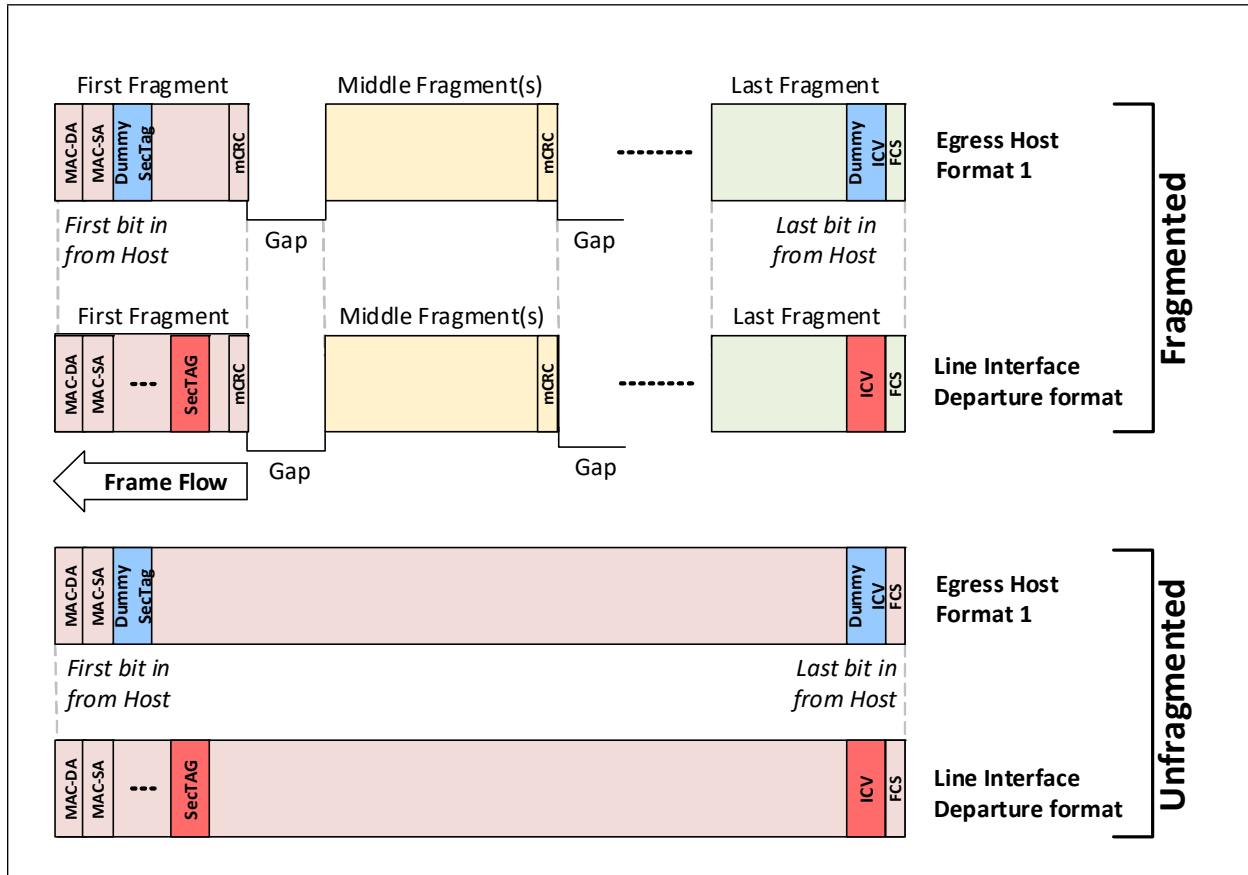 First Fragment
Middle Fragment(s)
Last Fragment
MAC-DA
MAC-SA
Dummy
SecTag
mCRC
mCRC
Dummy
ICV
FCS
Egress Host
Format 1
First bit in
from Host
Gap
Gap
Last bit in
from Host
First Fragment
Middle Fragment(s)
Last Fragment
MAC-DA
MAC-SA
SecTAG
mCRC
mCRC
ICV
FCS
Line Interface
Departure format
Fragmented
Gap
Gap
Frame Flow
MAC-DA
MAC-SA
Dummy
SecTag
Dummy
ICV
FCS
Egress Host
Format 1
First bit in
from Host
Last bit in
from Host
MAC-DA
MAC-SA
SecTAG
ICV
FCS
Line Interface
Departure format
Unfragmented